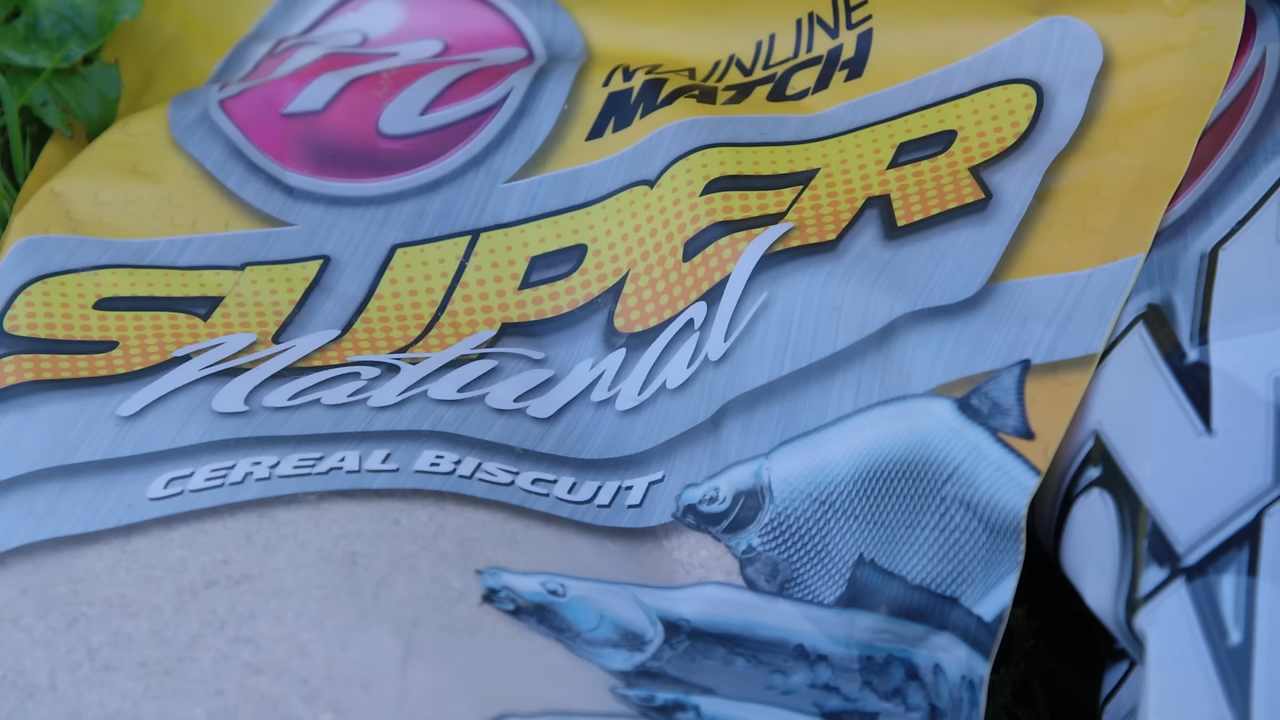 m
MAINLINE
MATCH
SUPER
Natural
CEREAL BISCUIT